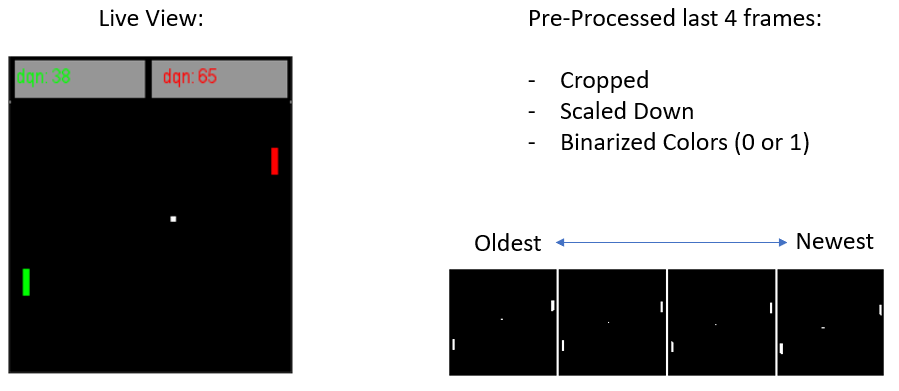 Live View:
dqn: 38
dqn: 65
Pre-Processed last 4 frames:
- Cropped
- Scaled Down
- Binarized Colors (0 or 1)
Oldest
Newest